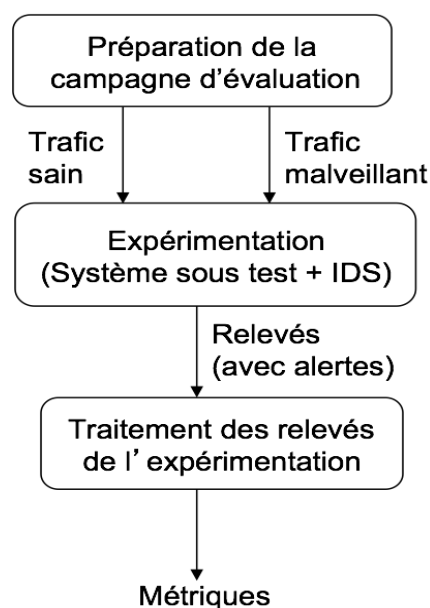 Préparation de la
campagne d'évaluation
Trafic
sain
Trafic
malveillant
Expérimentation
(Système sous test + IDS)
Relevés
(avec alertes)
Traitement des relevés
de l'expérimentation
Métriques